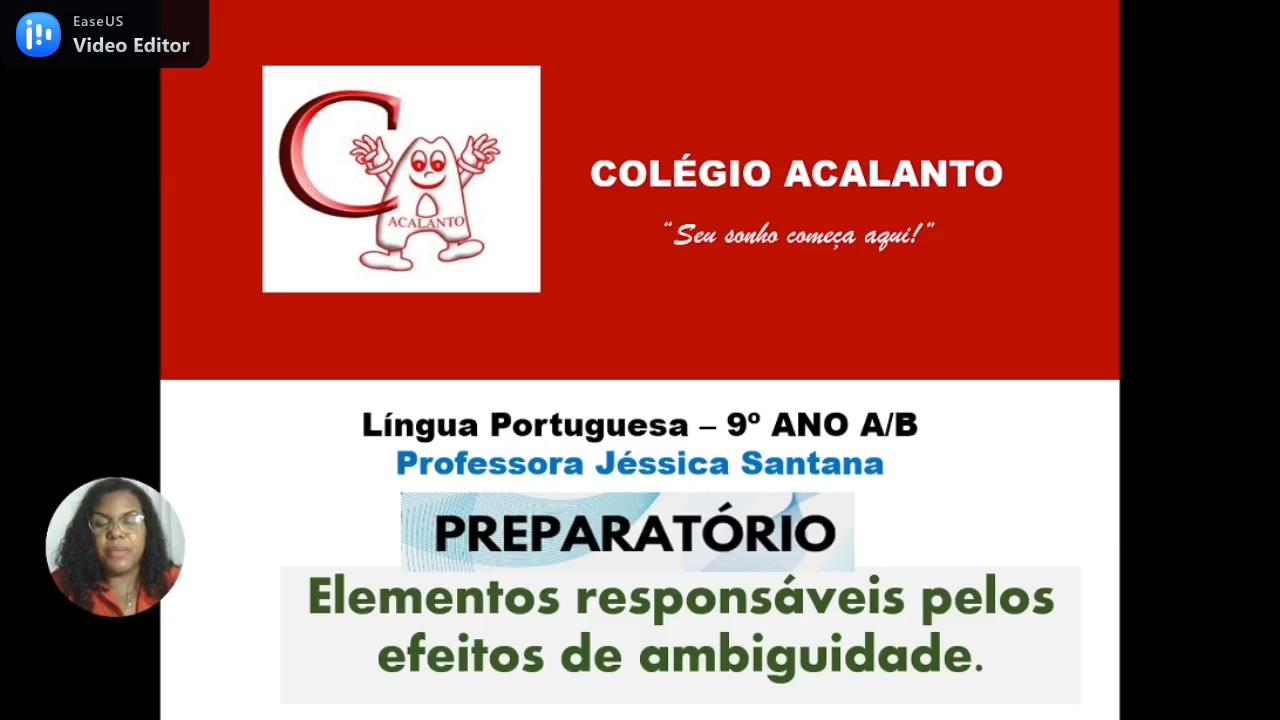 EaseUS
Video Editor
ACALANTO
COLÉGIO ACALANTO
“Seu sonho começa aqui!”
Língua Portuguesa – 9º ANO A/B
Professora Jéssica Santana
PREPARATÓRIO
Elementos responsáveis pelos
efeitos de ambiguidade.